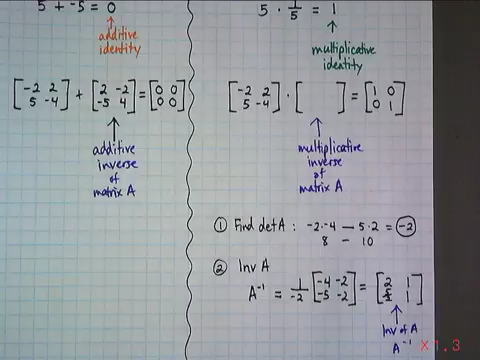 5 + -5 = 0
additive
identity
[-2 2; 5 -4] + [2 -2; -5 4] = [0 0; 0 0]
additive
inverse
of
matrix A
5 · 1/5 = 1
multiplicative
identity
[-2 2; 5 -4] · [ ] = [1 0; 0 1]
multiplicative
inverse
of
matrix A
① Find det A : -2·-4 — 5·2 = -2
8 - 10
② Inv A
A⁻¹ = 1/-2 [-4 -2; -5 -2] = [2 1; 1]
Inv of A
A⁻¹
X1.3